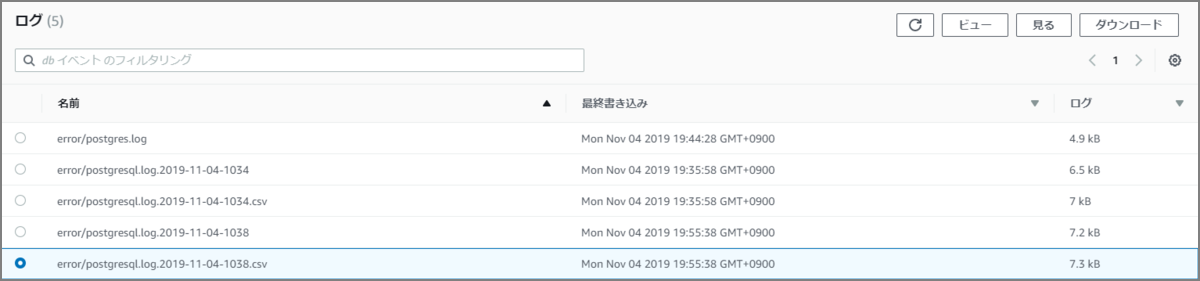 ログ (5)
ビュー 見る ダウンロード
db イベント のフィルタリング
1
名前 最終書き込み ログ
error/postgres.log Mon Nov 04 2019 19:44:28 GMT+0900 4.9 kB
error/postgresql.log.2019-11-04-1034 Mon Nov 04 2019 19:35:58 GMT+0900 6.5 kB
error/postgresql.log.2019-11-04-1034.csv Mon Nov 04 2019 19:35:58 GMT+0900 7 kB
error/postgresql.log.2019-11-04-1038 Mon Nov 04 2019 19:55:38 GMT+0900 7.2 kB
error/postgresql.log.2019-11-04-1038.csv Mon Nov 04 2019 19:55:38 GMT+0900 7.3 kB